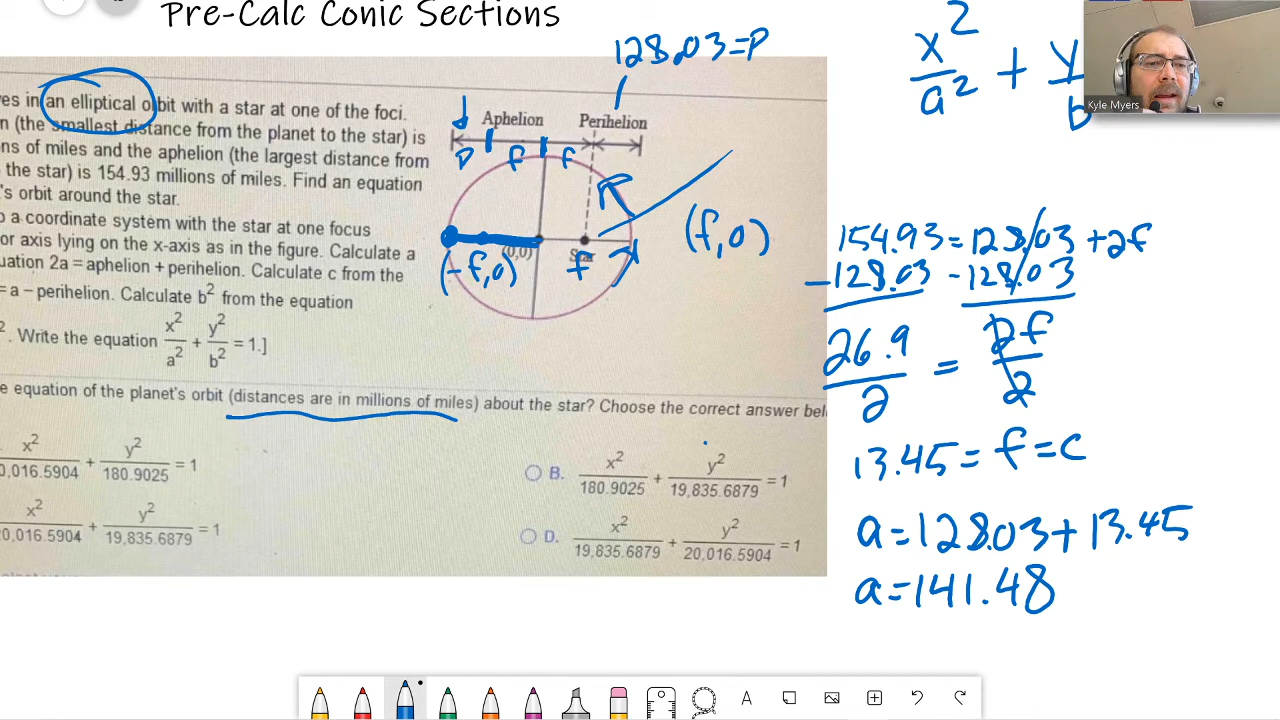 Pre-Calc Conic Sections
128.03=P
x²/a² + y
b
Kyle Myers
es in an elliptical orbit with a star at one of the foci.
n (the smallest distance from the planet to the star) is
ns of miles and the aphelion (the largest distance from
the star) is 154.93 millions of miles. Find an equation
's orbit around the star.
a coordinate system with the star at one focus
or axis lying on the x-axis as in the figure. Calculate a
uation 2a = aphelion + perihelion. Calculate c from the
= a − perihelion. Calculate b² from the equation
². Write the equation x²/a² + y²/b² = 1.]
Aphelion Perihelion
P f f
(0,0) Star
(-f,0) f (f,0)
e equation of the planet's orbit (distances are in millions of miles) about the star? Choose the correct answer bel
x²/0,016.5904 + y²/180.9025 = 1
B. x²/180.9025 + y²/19,835.6879 = 1
x²/0,016.5904 + y²/19,835.6879 = 1
D. x²/19,835.6879 + y²/20,016.5904 = 1
154.93=128.03+2f
-128.03 -128.03
26.9/2 = 2f/2
13.45=f=c
a=128.03+13.45
a=141.48
A